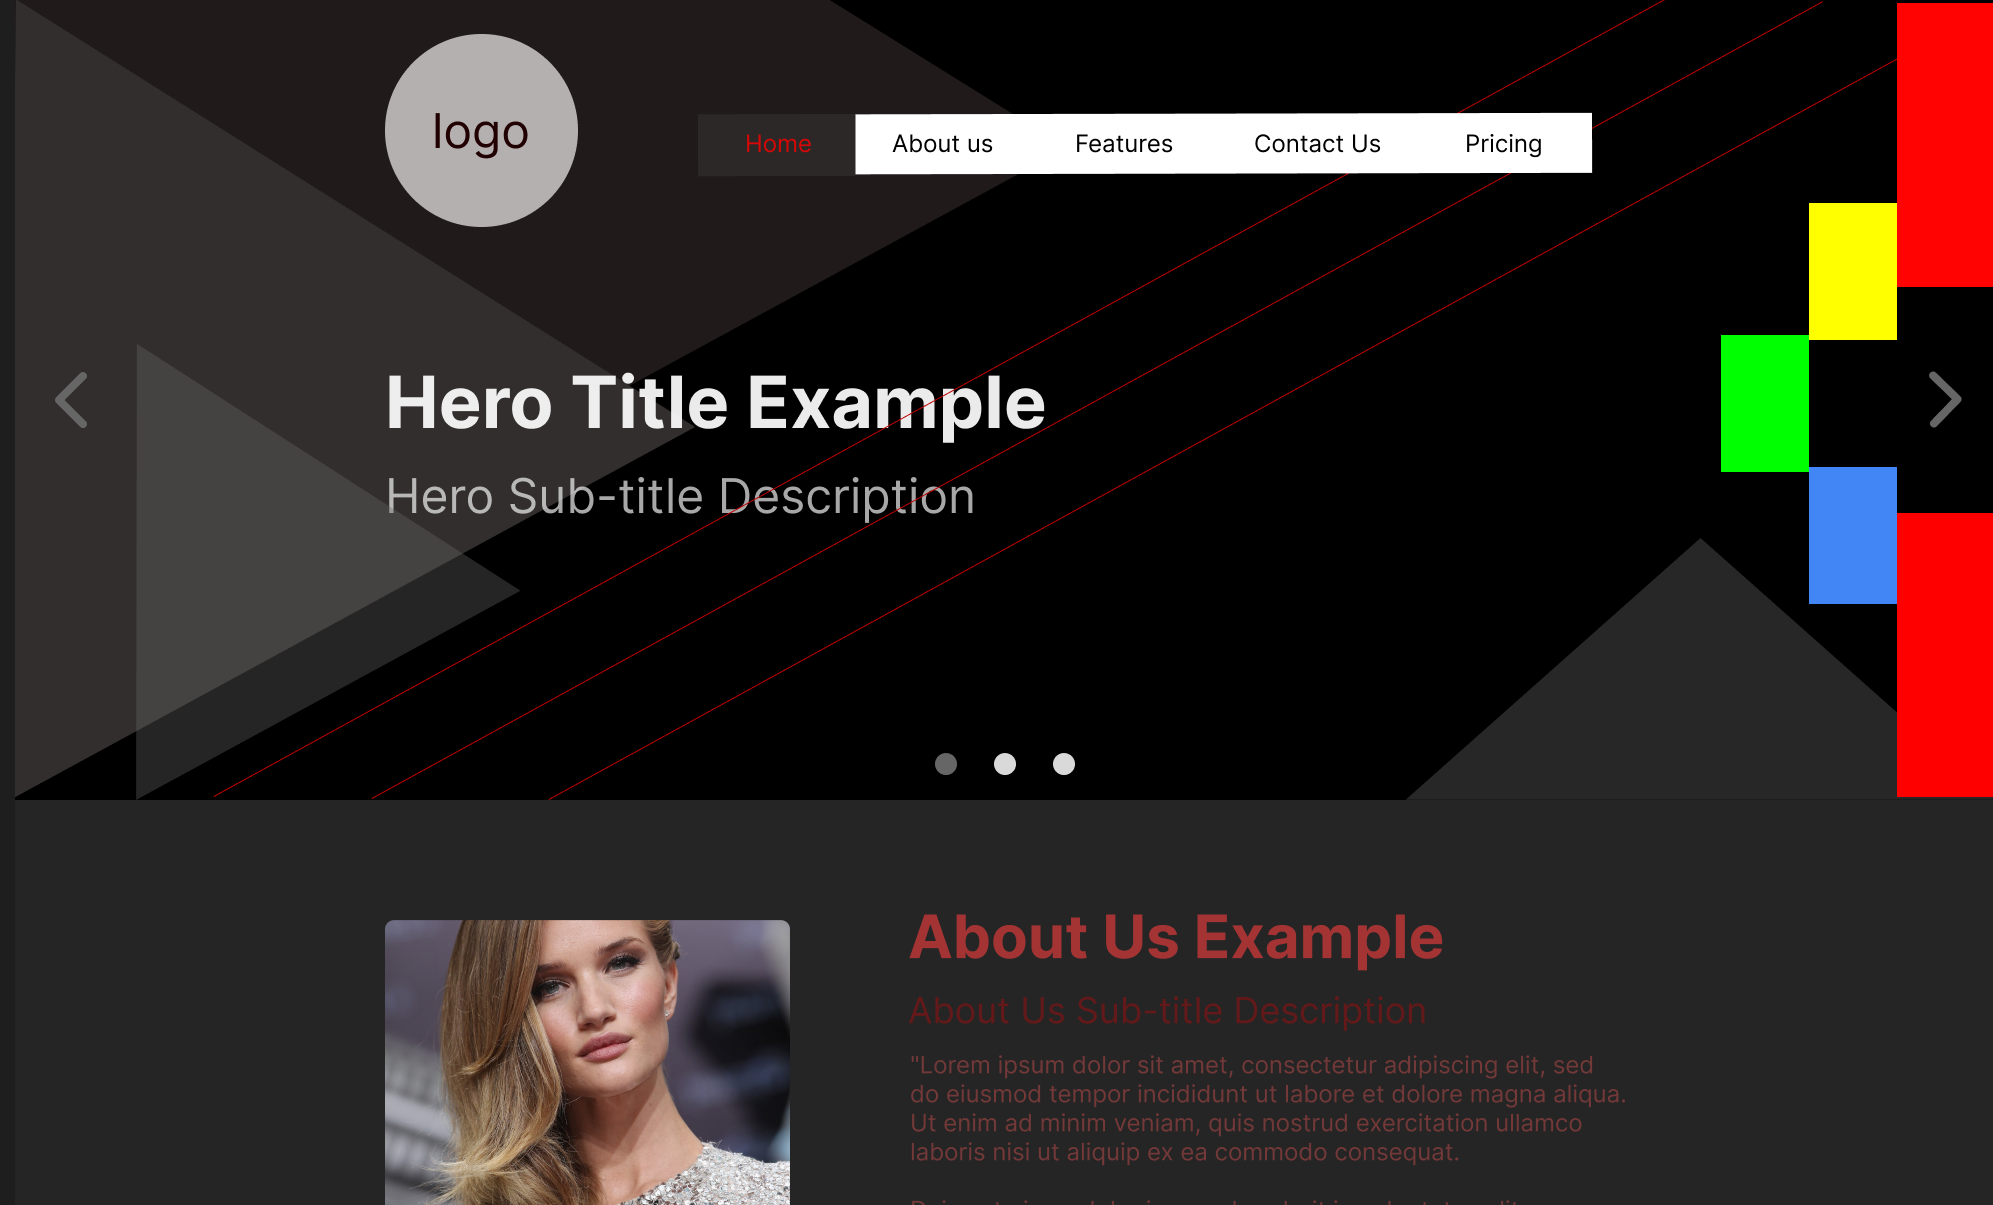 logo
Home About us Features Contact Us Pricing
Hero Title Example
Hero Sub-title Description
About Us Example
About Us Sub-title Description
"Lorem ipsum dolor sit amet, consectetur adipiscing elit, sed
do eiusmod tempor incididunt ut labore et dolore magna aliqua.
Ut enim ad minim veniam, quis nostrud exercitation ullamco
laboris nisi ut aliquip ex ea commodo consequat.